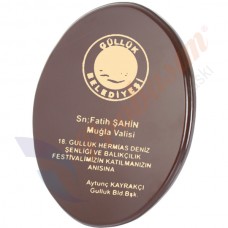 GÜLLÜK
BELEDİYESİ
Sn;Fatih ŞAHİN
Muğla Valisi
18. GÜLLÜK HERMİAS DENİZ
ŞENLİĞİ VE BALIKÇILIK
FESTİVALİMİZİN KATILMANIZIN
ANISINA
Aytunç KAYRAKÇI
Güllük Bld.Bşk